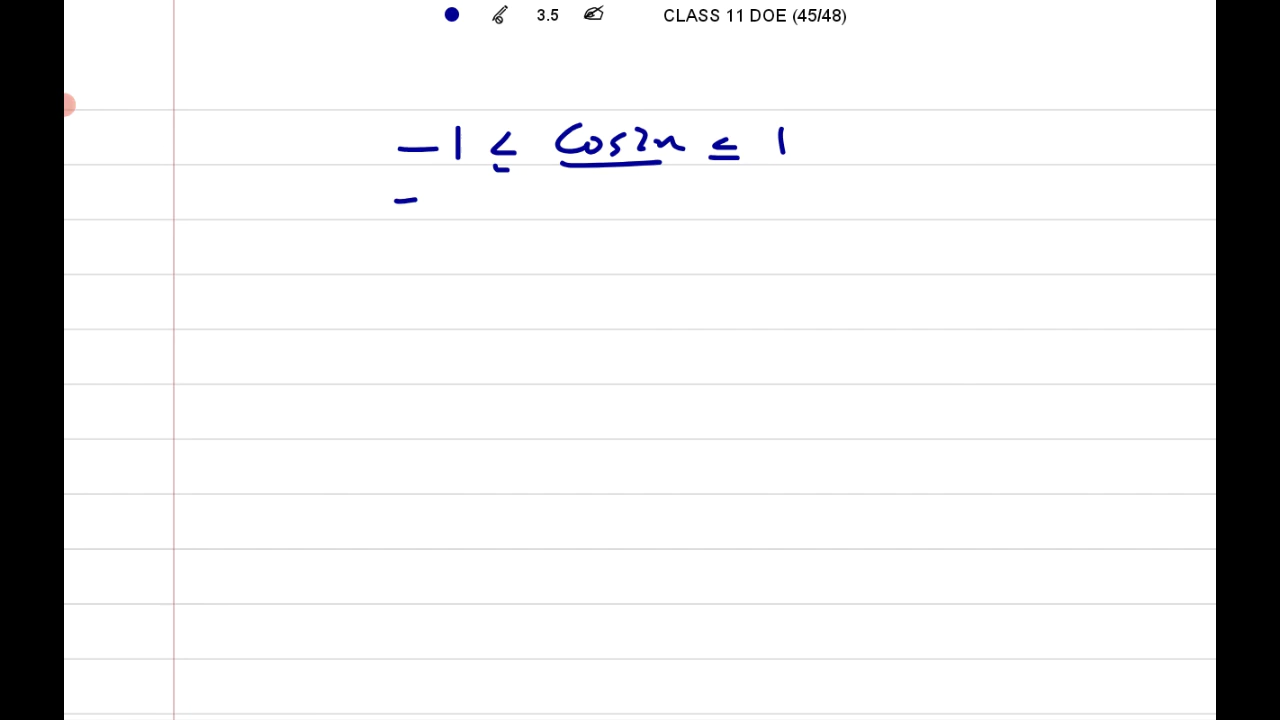 3.5 CLASS 11 DOE (45/48)
-1 ≤ Cos2x ≤ 1
-